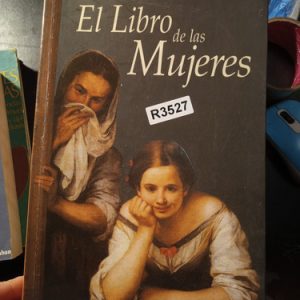 El Libro
de las
Mujeres
R3527